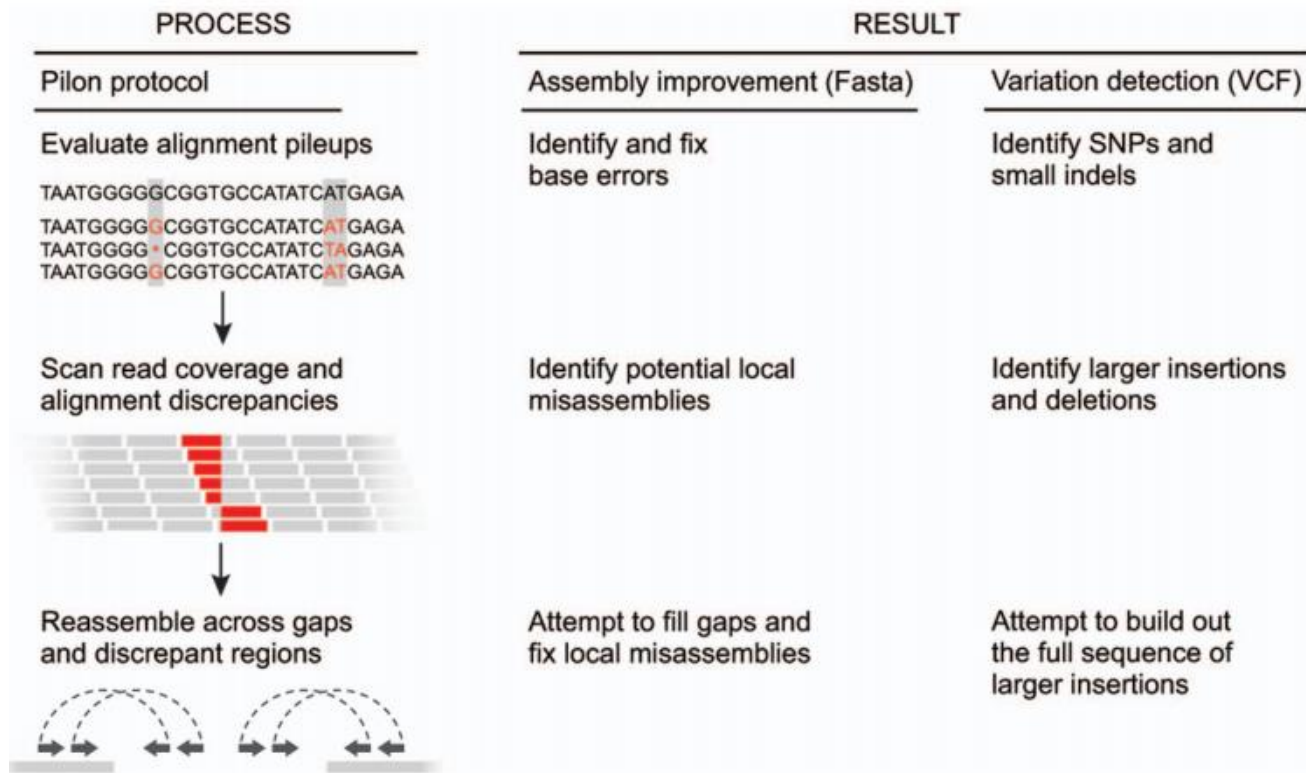 PROCESS
RESULT
Pilon protocol
Assembly improvement (Fasta)
Variation detection (VCF)
Evaluate alignment pileups
Identify and fix
base errors
Identify SNPs and
small indels
TAATGGGGGCGGTGCCATATCATGAGA
TAATGGGGGCGGTGCCATATCATGAGA
TAATGGGG*CGGTGCCATATCTAGAGA
TAATGGGGGCGGTGCCATATCATGAGA
Scan read coverage and
alignment discrepancies
Identify potential local
misassemblies
Identify larger insertions
and deletions
Reassemble across gaps
and discrepant regions
Attempt to fill gaps and
fix local misassemblies
Attempt to build out
the full sequence of
larger insertions